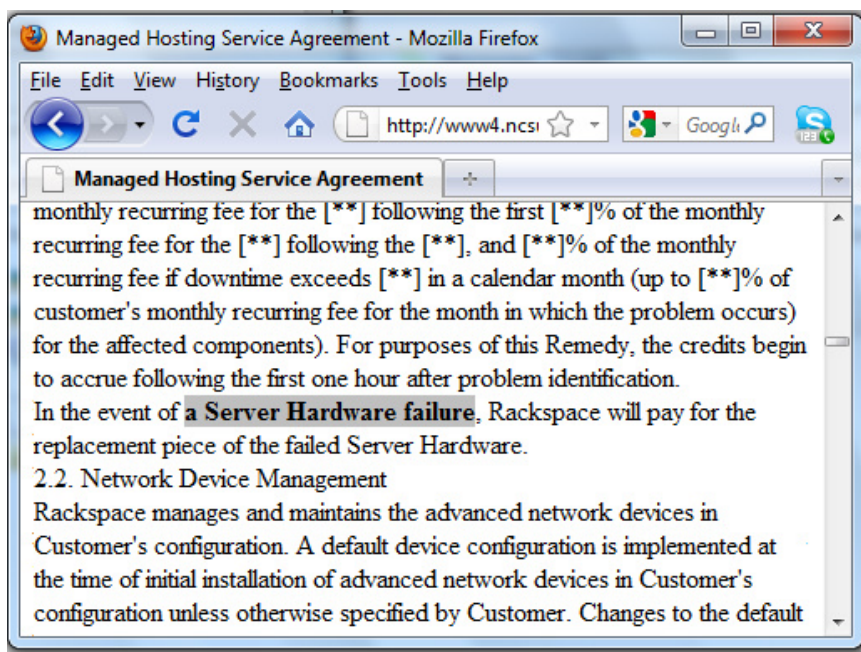 Managed Hosting Service Agreement - Mozilla Firefox
File Edit View History Bookmarks Tools Help
http://www4.ncsu
Managed Hosting Service Agreement
monthly recurring fee for the [**] following the first [**]% of the monthly
recurring fee for the [**] following the [**], and [**]% of the monthly
recurring fee if downtime exceeds [**] in a calendar month (up to [**]% of
customer's monthly recurring fee for the month in which the problem occurs)
for the affected components). For purposes of this Remedy, the credits begin
to accrue following the first one hour after problem identification.
In the event of a Server Hardware failure, Rackspace will pay for the
replacement piece of the failed Server Hardware.
2.2. Network Device Management
Rackspace manages and maintains the advanced network devices in
Customer's configuration. A default device configuration is implemented at
the time of initial installation of advanced network devices in Customer's
configuration unless otherwise specified by Customer. Changes to the default